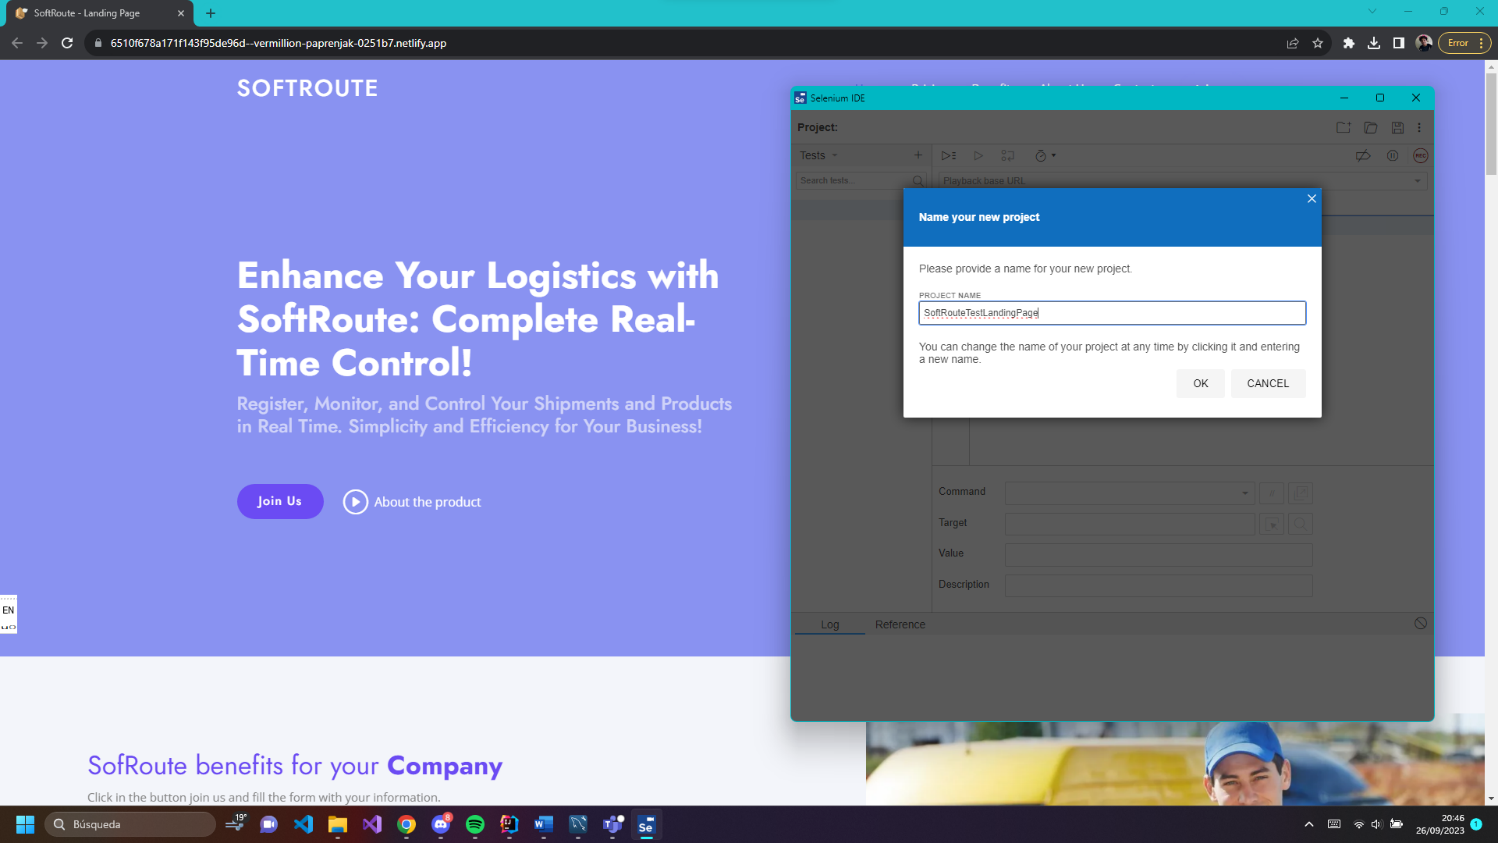 SoftRoute - Landing Page
6510f678a171f143f95de96d--vermillion-paprenjak-0251b7.netlify.app
Error
SOFTROUTE
Enhance Your Logistics with
SoftRoute: Complete Real-
Time Control!
Register, Monitor, and Control Your Shipments and Products
in Real Time. Simplicity and Efficiency for Your Business!
Join Us
About the product
EN
SofRoute benefits for your Company
Click in the button join us and fill the form with your information.
Selenium IDE
Project:
Tests
REC
Search tests...
Playback base URL
Name your new project
Please provide a name for your new project.
PROJECT NAME
SoftRouteTestLandingPage
You can change the name of your project at any time by clicking it and entering
a new name.
OK
CANCEL
Command
Target
Value
Description
Log
Reference
Búsqueda
19°
8
Se
20:46
26/09/2023
1